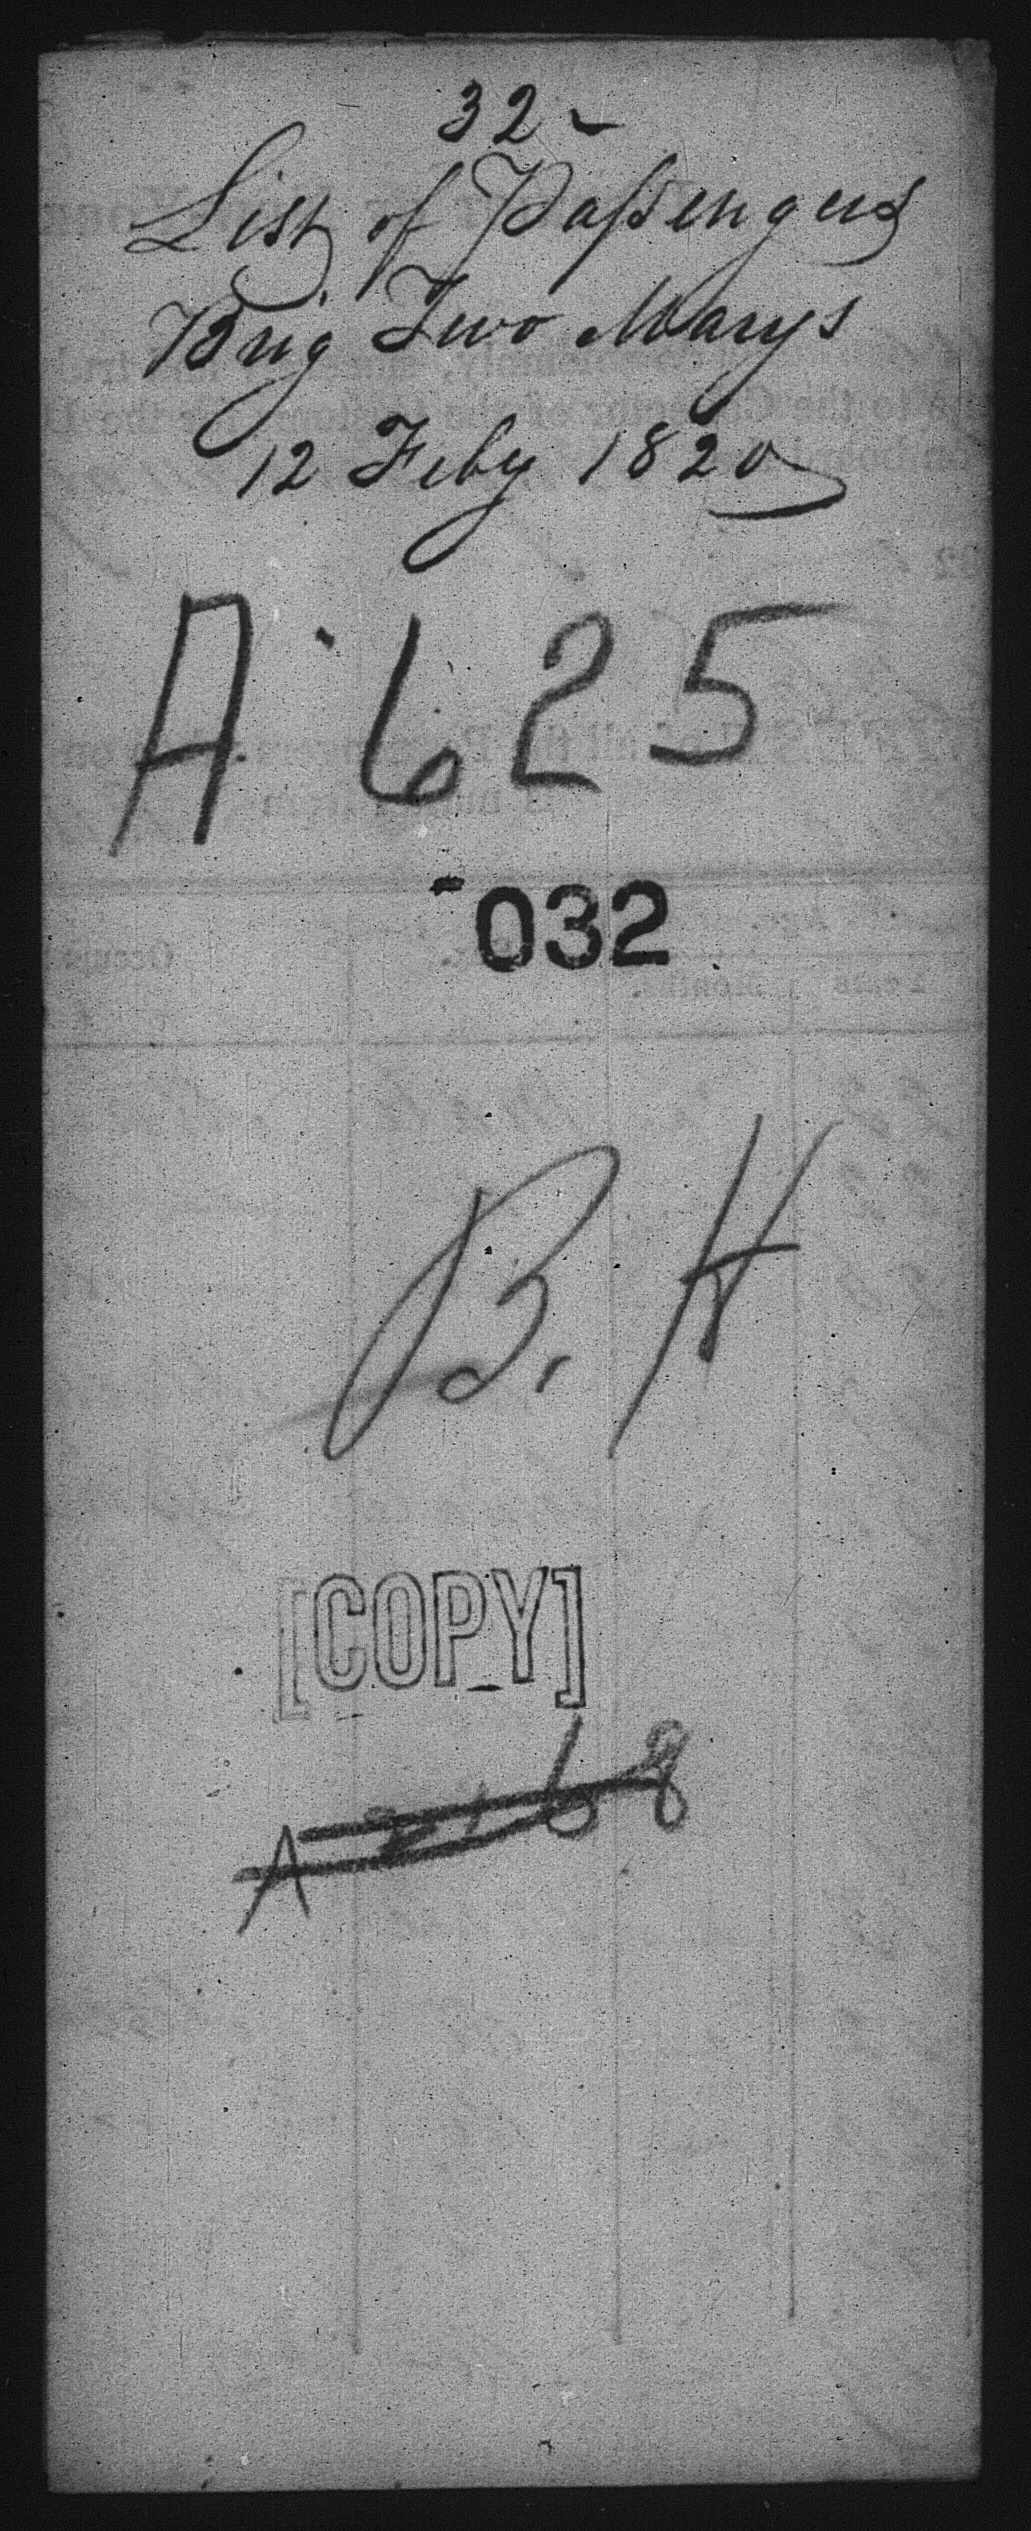 32
List of Passengers
Brig Two Marys
12 Feby 1820
A 625
032
B. H
[COPY]